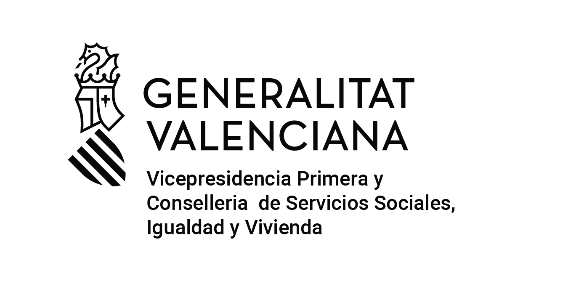 GENERALITAT
VALENCIANA
Vicepresidencia Primera y
Conselleria de Servicios Sociales,
Igualdad y Vivienda